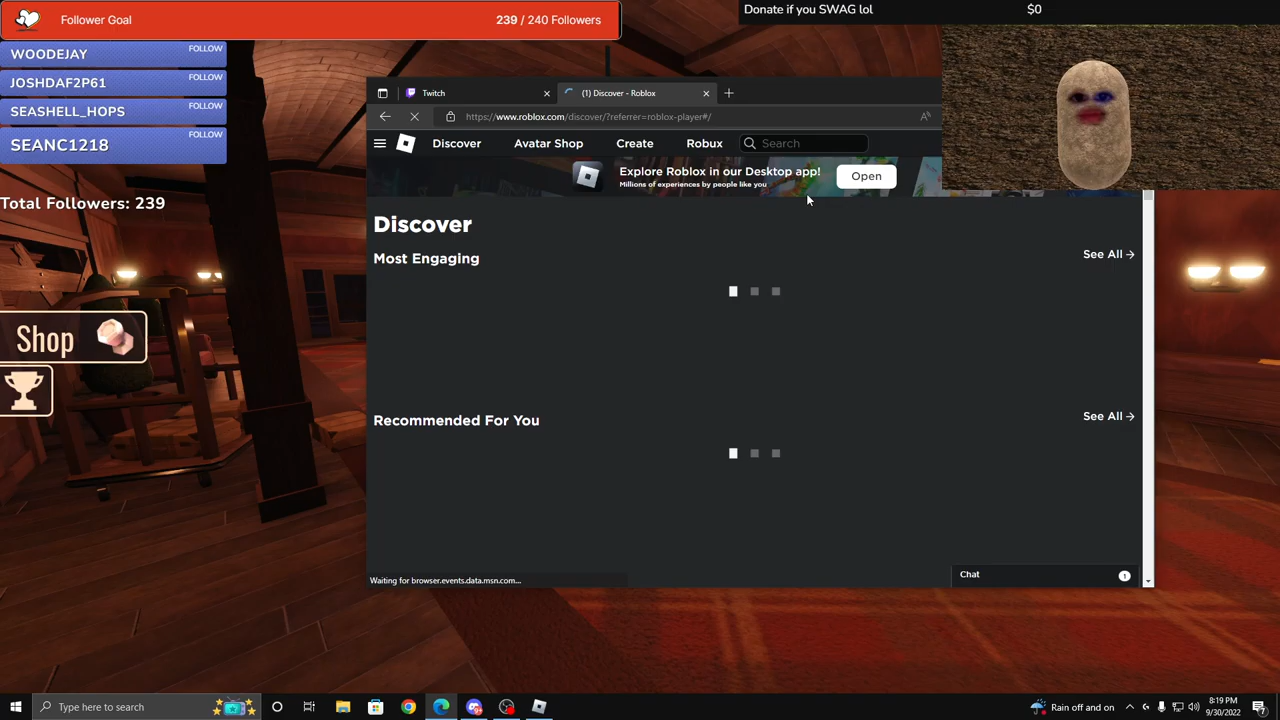 Follower Goal
239 / 240 Followers
Donate if you SWAG lol
$0
WOODEJAY
FOLLOW
JOSHDAF2P61
FOLLOW
SEASHELL_HOPS
FOLLOW
SEANC1218
FOLLOW
Total Followers: 239
Shop
Twitch
(1) Discover - Roblox
https://www.roblox.com/discover/?referrer=roblox-player#/
Discover
Avatar Shop
Create
Robux
Search
Explore Roblox in our Desktop app!
Millions of experiences by people like you
Open
Discover
Most Engaging
See All
Recommended For You
See All
Waiting for browser.events.data.msn.com...
Chat
1
Type here to search
Rain off and on
8:19 PM
9/30/2022
7